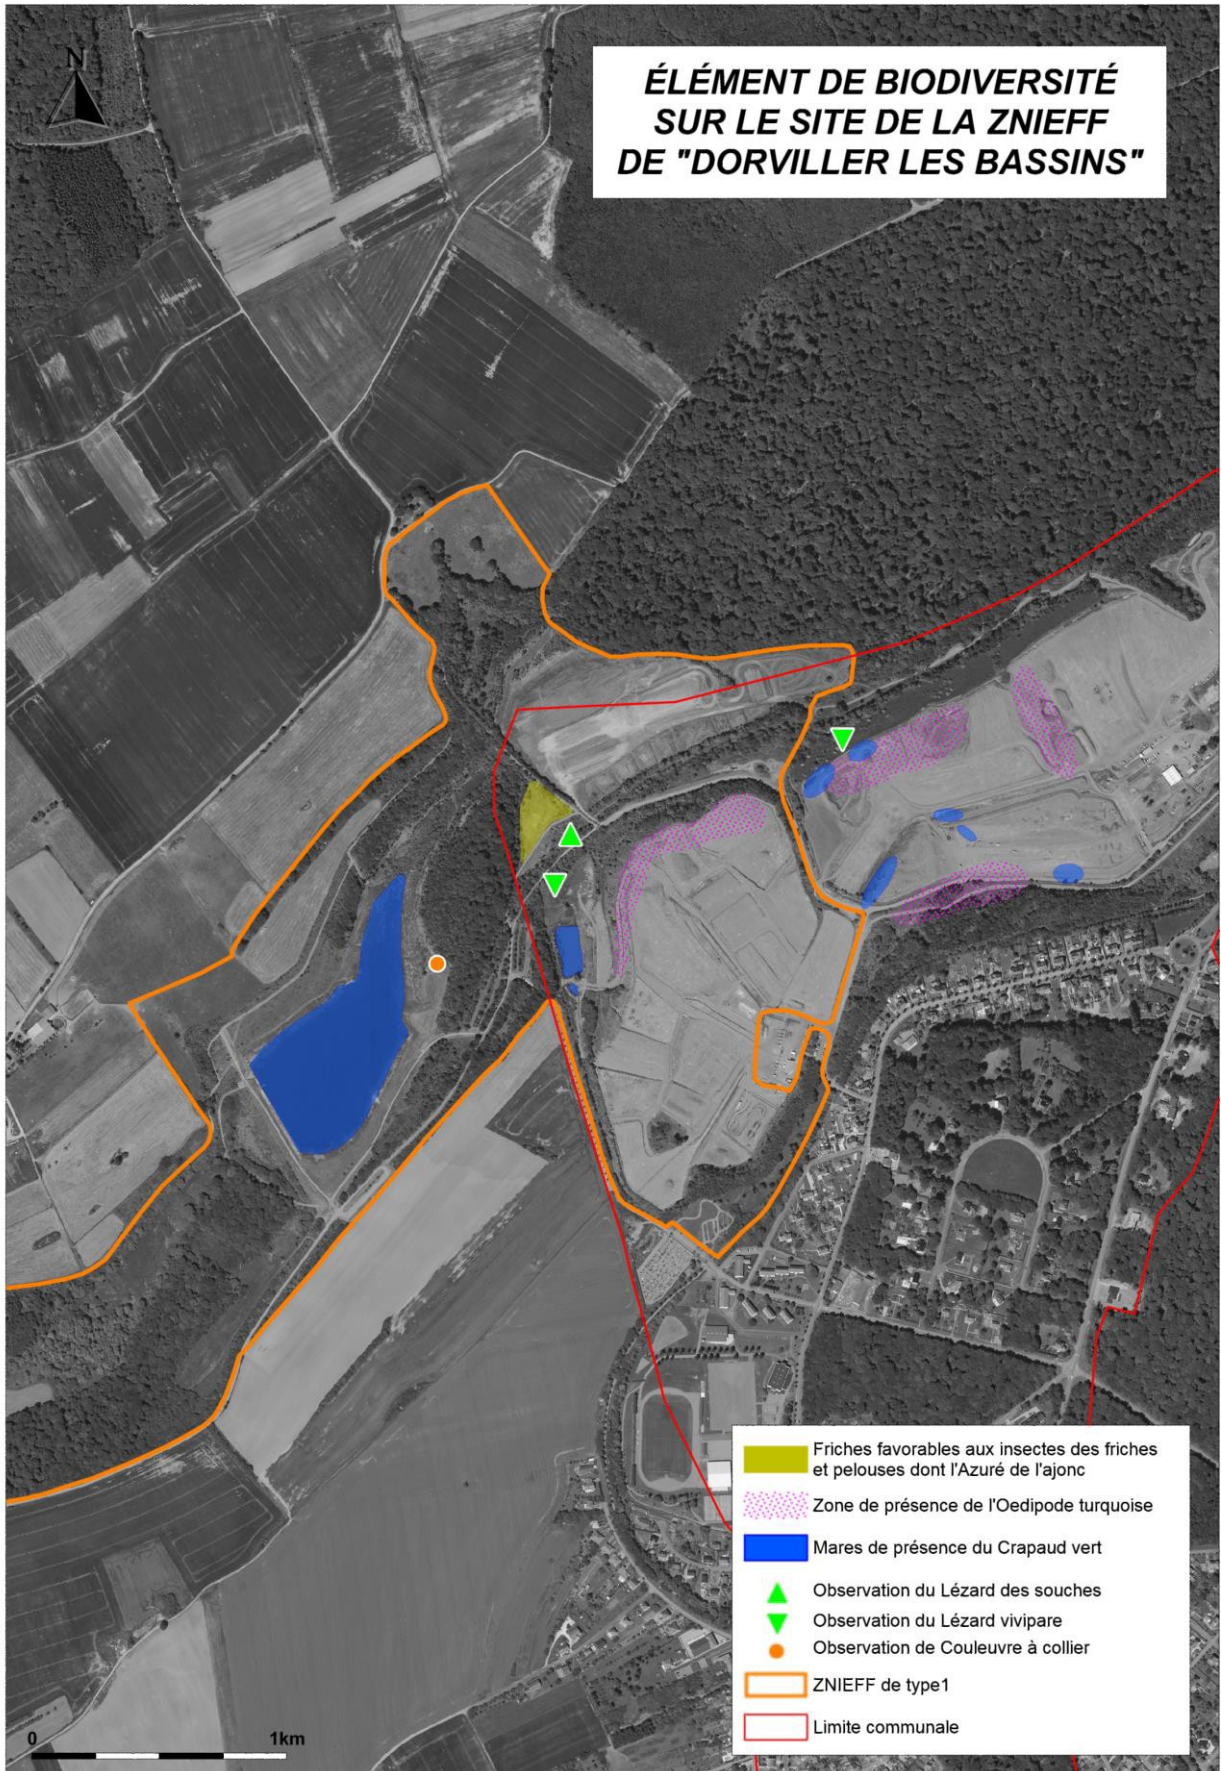 N
ÉLÉMENT DE BIODIVERSITÉ
SUR LE SITE DE LA ZNIEFF
DE "DORVILLER LES BASSINS"
Friches favorables aux insectes des friches
et pelouses dont l'Azuré de l'ajonc
Zone de présence de l'Oedipode turquoise
Mares de présence du Crapaud vert
Observation du Lézard des souches
Observation du Lézard vivipare
Observation de Couleuvre à collier
ZNIEFF de type1
Limite communale
0 1km